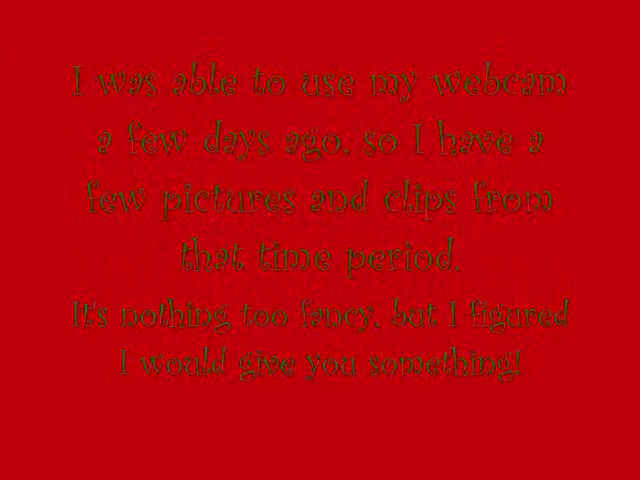 I was able to use my webcam
a few days ago, so I have a
few pictures and clips from
that time period.
It's nothing too fancy, but I figured
I would give you something!